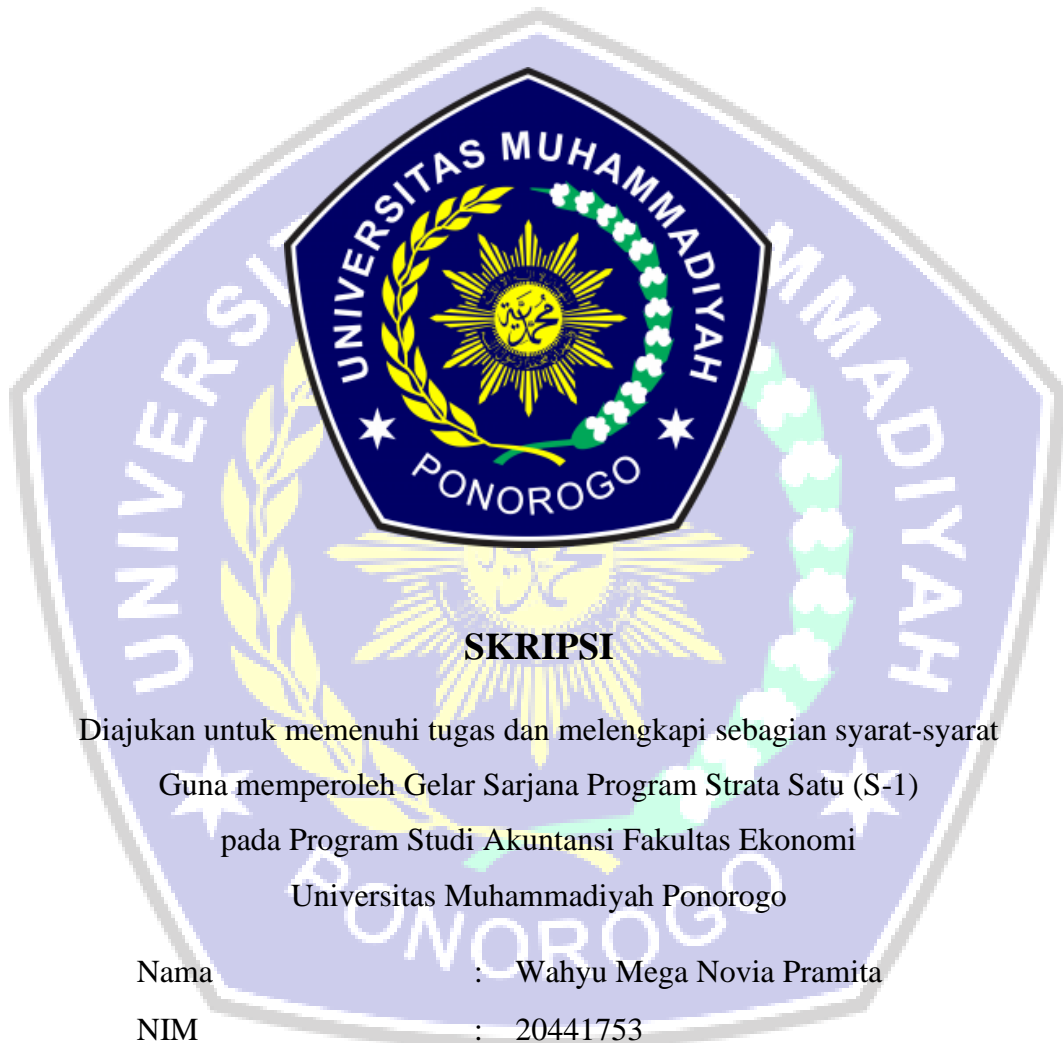 UNIVERSITAS MUHAMMADIYAH
PONOROGO
SKRIPSI
Diajukan untuk memenuhi tugas dan melengkapi sebagian syarat-syarat
Guna memperoleh Gelar Sarjana Program Strata Satu (S-1)
pada Program Studi Akuntansi Fakultas Ekonomi
Universitas Muhammadiyah Ponorogo
Nama : Wahyu Mega Novia Pramita
NIM : 20441753